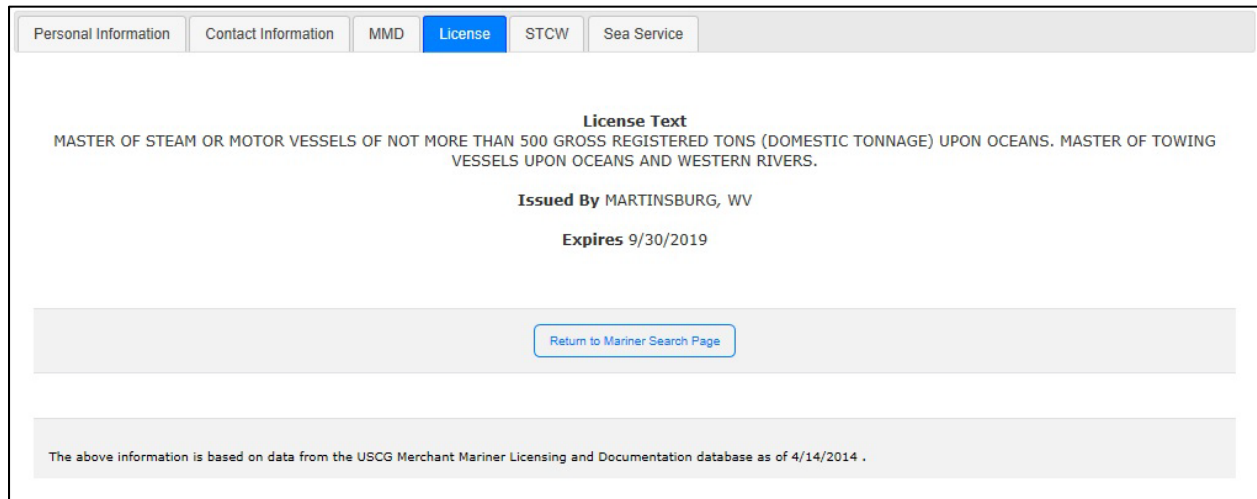 Personal Information Contact Information MMD License STCW Sea Service
License Text
MASTER OF STEAM OR MOTOR VESSELS OF NOT MORE THAN 500 GROSS REGISTERED TONS (DOMESTIC TONNAGE) UPON OCEANS. MASTER OF TOWING
VESSELS UPON OCEANS AND WESTERN RIVERS.
Issued By MARTINSBURG, WV
Expires 9/30/2019
Return to Mariner Search Page
The above information is based on data from the USCG Merchant Mariner Licensing and Documentation database as of 4/14/2014 .